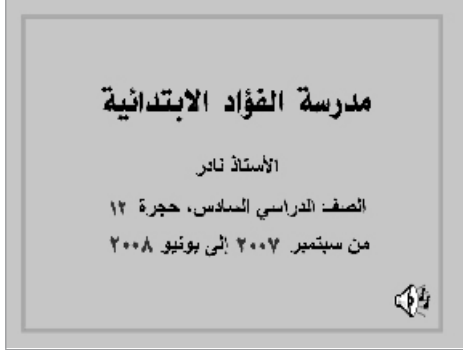 مدرسة الفؤاد الابتدائية
الأستاذ نادر
الصف الدراسي السادس، حجرة ١٢
من سبتمبر ٢٠٠٧ إلى يونيو ٢٠٠٨